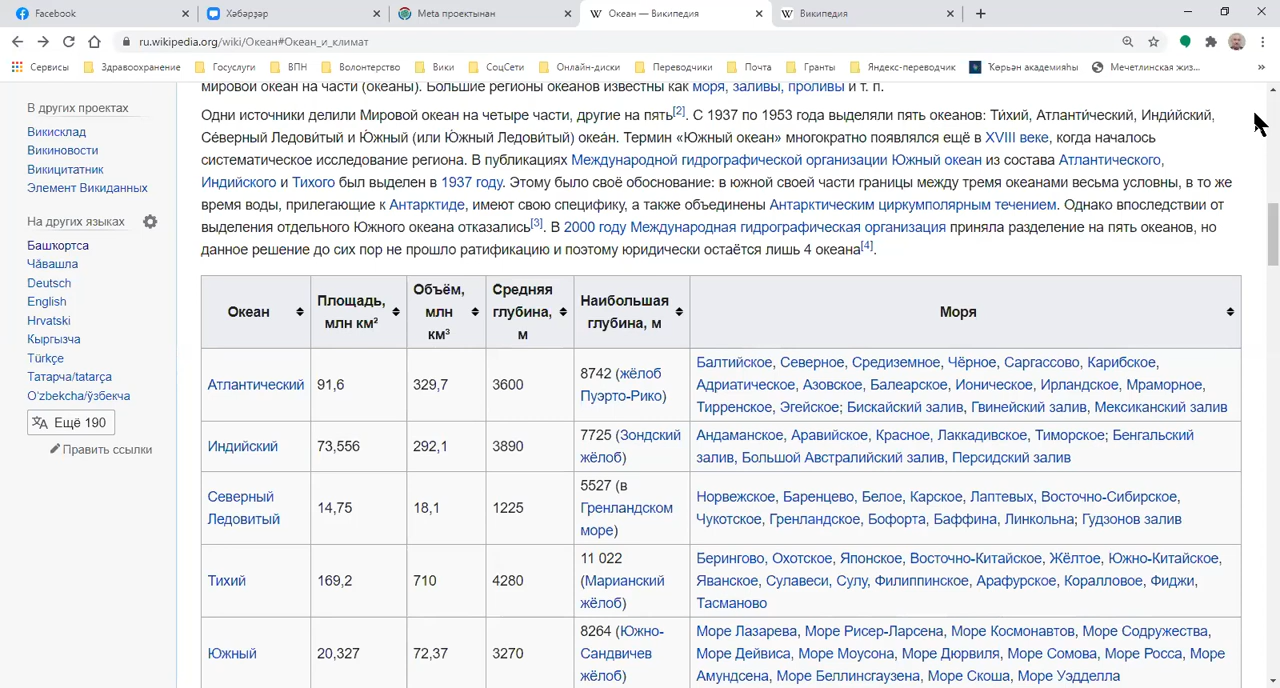 Facebook
Хәбәрҙәр
Meta проектынан
Океан — Википедия
Википедия
ru.wikipedia.org/wiki/Океан#Океан_и_климат
Сервисы Здравоохранение Госуслуги ВПН Волонтерство Вики СоцСети Онлайн-диски Переводчики Почта Гранты Яндекс-переводчик Ҡөрьән академияһы Мечетлинская жиз... »
В других проектах
Викисклад
Викиновости
Викицитатник
Элемент Викиданных
На других языках
Башҡортса
Чӑвашла
Deutsch
English
Hrvatski
Кыргызча
Türkçe
Татарча/tatarça
Oʻzbekcha/ўзбекча
Ещё 190
Править ссылки
мировой океан на части (океаны). Большие регионы океанов известны как моря, заливы, проливы и т. п.
Одни источники делили Мировой океан на четыре части, другие на пять[2]. С 1937 по 1953 года выделяли пять океанов: Ти́хий, Атланти́ческий, Инди́йский,
Се́верный Ледови́тый и Ю́жный (или Ю́жный Ледови́тый) океа́н. Термин «Южный океан» многократно появлялся ещё в XVIII веке, когда началось
систематическое исследование региона. В публикациях Международной гидрографической организации Южный океан из состава Атлантического,
Индийского и Тихого был выделен в 1937 году. Этому было своё обоснование: в южной своей части границы между тремя океанами весьма условны, в то же
время воды, прилегающие к Антарктиде, имеют свою специфику, а также объединены Антарктическим циркумполярным течением. Однако впоследствии от
выделения отдельного Южного океана отказались[3]. В 2000 году Международная гидрографическая организация приняла разделение на пять океанов, но
данное решение до сих пор не прошло ратификацию и поэтому юридически остаётся лишь 4 океана[4].
Океан
Площадь,
млн км²
Объём,
млн
км³
Средняя
глубина,
м
Наибольшая
глубина, м
Моря
Атлантический
91,6
329,7
3600
8742 (жёлоб
Пуэрто-Рико)
Балтийское, Северное, Средиземное, Чёрное, Саргассово, Карибское,
Адриатическое, Азовское, Балеарское, Ионическое, Ирландское, Мраморное,
Тирренское, Эгейское; Бискайский залив, Гвинейский залив, Мексиканский залив
Индийский
73,556
292,1
3890
7725 (Зондский
жёлоб)
Андаманское, Аравийское, Красное, Лаккадивское, Тиморское; Бенгальский
залив, Большой Австралийский залив, Персидский залив
Северный
Ледовитый
14,75
18,1
1225
5527 (в
Гренландском
море)
Норвежское, Баренцево, Белое, Карское, Лаптевых, Восточно-Сибирское,
Чукотское, Гренландское, Бофорта, Баффина, Линкольна; Гудзонов залив
Тихий
169,2
710
4280
11 022
(Марианский
жёлоб)
Берингово, Охотское, Японское, Восточно-Китайское, Жёлтое, Южно-Китайское,
Яванское, Сулавеси, Сулу, Филиппинское, Арафурское, Коралловое, Фиджи,
Тасманово
Южный
20,327
72,37
3270
8264 (Южно-
Сандвичев
жёлоб)
Море Лазарева, Море Рисер-Ларсена, Море Космонавтов, Море Содружества,
Море Дейвиса, Море Моусона, Море Дюрвиля, Море Сомова, Море Росса, Море
Амундсена, Море Беллинсгаузена, Море Скоша, Море Уэдделла